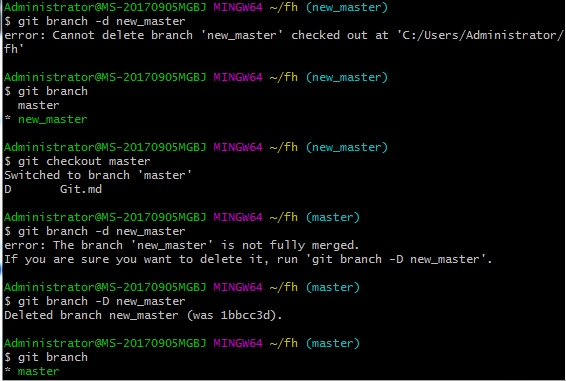 Administrator@MS-20170905MGBJ MINGW64 ~/fh (new_master)
$ git branch -d new_master
error: Cannot delete branch 'new_master' checked out at 'C:/Users/Administrator/
fh'
Administrator@MS-20170905MGBJ MINGW64 ~/fh (new_master)
$ git branch
  master
* new_master
Administrator@MS-20170905MGBJ MINGW64 ~/fh (new_master)
$ git checkout master
Switched to branch 'master'
D       Git.md
Administrator@MS-20170905MGBJ MINGW64 ~/fh (master)
$ git branch -d new_master
error: The branch 'new_master' is not fully merged.
If you are sure you want to delete it, run 'git branch -D new_master'.
Administrator@MS-20170905MGBJ MINGW64 ~/fh (master)
$ git branch -D new_master
Deleted branch new_master (was 1bbcc3d).
Administrator@MS-20170905MGBJ MINGW64 ~/fh (master)
$ git branch
* master